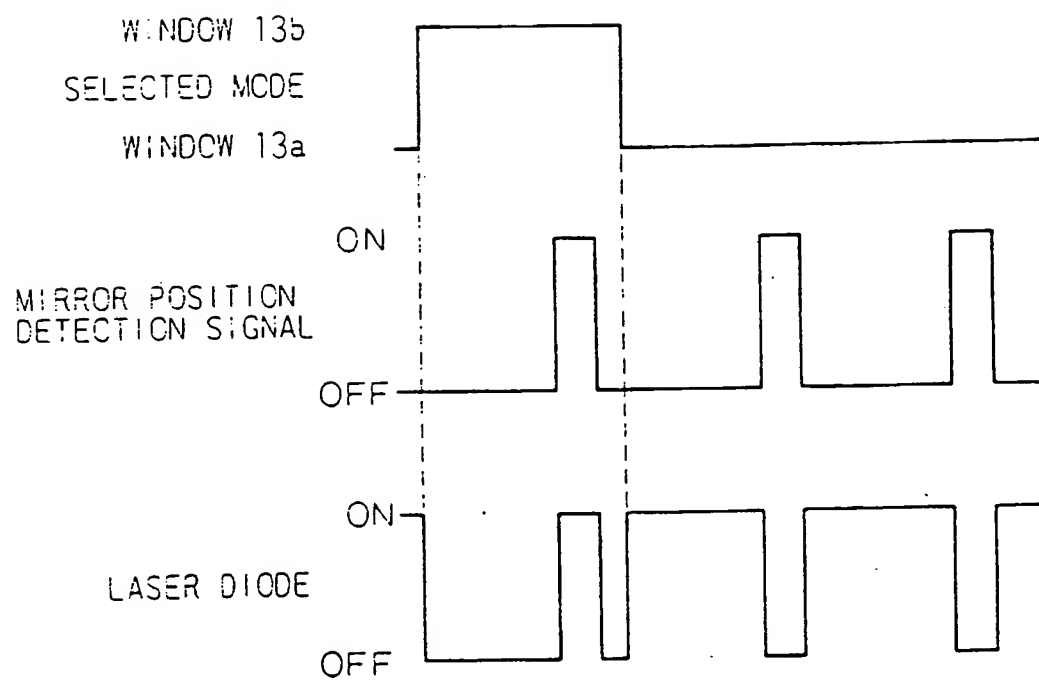 WINDOW 13b
SELECTED MODE
WINDOW 13a
ON
MIRROR POSITION
DETECTION SIGNAL
OFF
ON
LASER DIODE
OFF